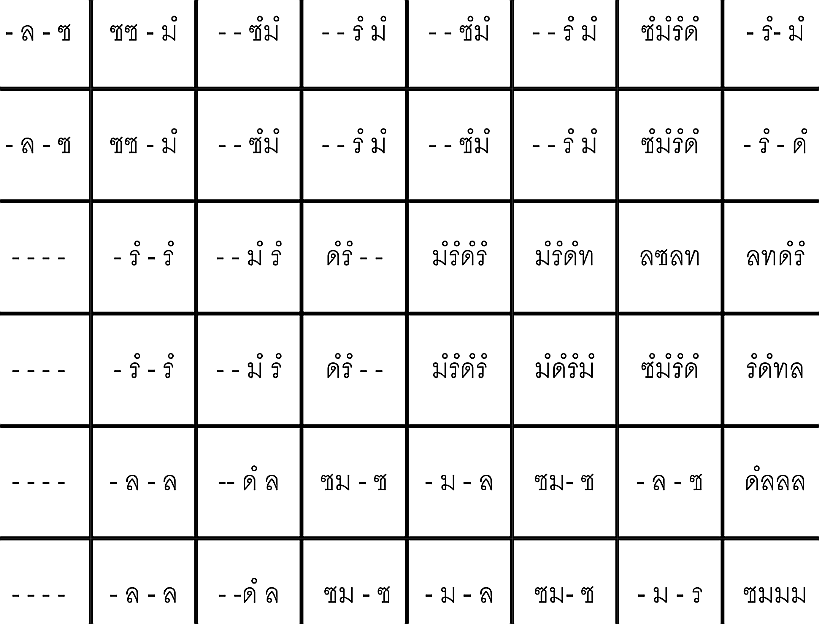 - ล - ซ ซซ - มํ - - ซํมํ - - รํ มํ - - ซํมํ - - รํ มํ ซํมํรํดํ - รํ- มํ
- ล - ซ ซซ - มํ - - ซํมํ - - รํ มํ - - ซํมํ - - รํ มํ ซํมํรํดํ - รํ - ดํ
- - - - - รํ - รํ - - มํ รํ ดํรํ - - มํรํดํรํ มํรํดํท ลซลท ลทดํรํ
- - - - - รํ - รํ - - มํ รํ ดํรํ - - มํรํดํรํ มํดํรํมํ ซํมํรํดํ รํดํทล
- - - - - ล - ล -- ดํ ล ซม - ซ - ม - ล ซม- ซ - ล - ซ ดํลลล
- - - - - ล - ล - -ดํ ล ซม - ซ - ม - ล ซม- ซ - ม - ร ซมมม